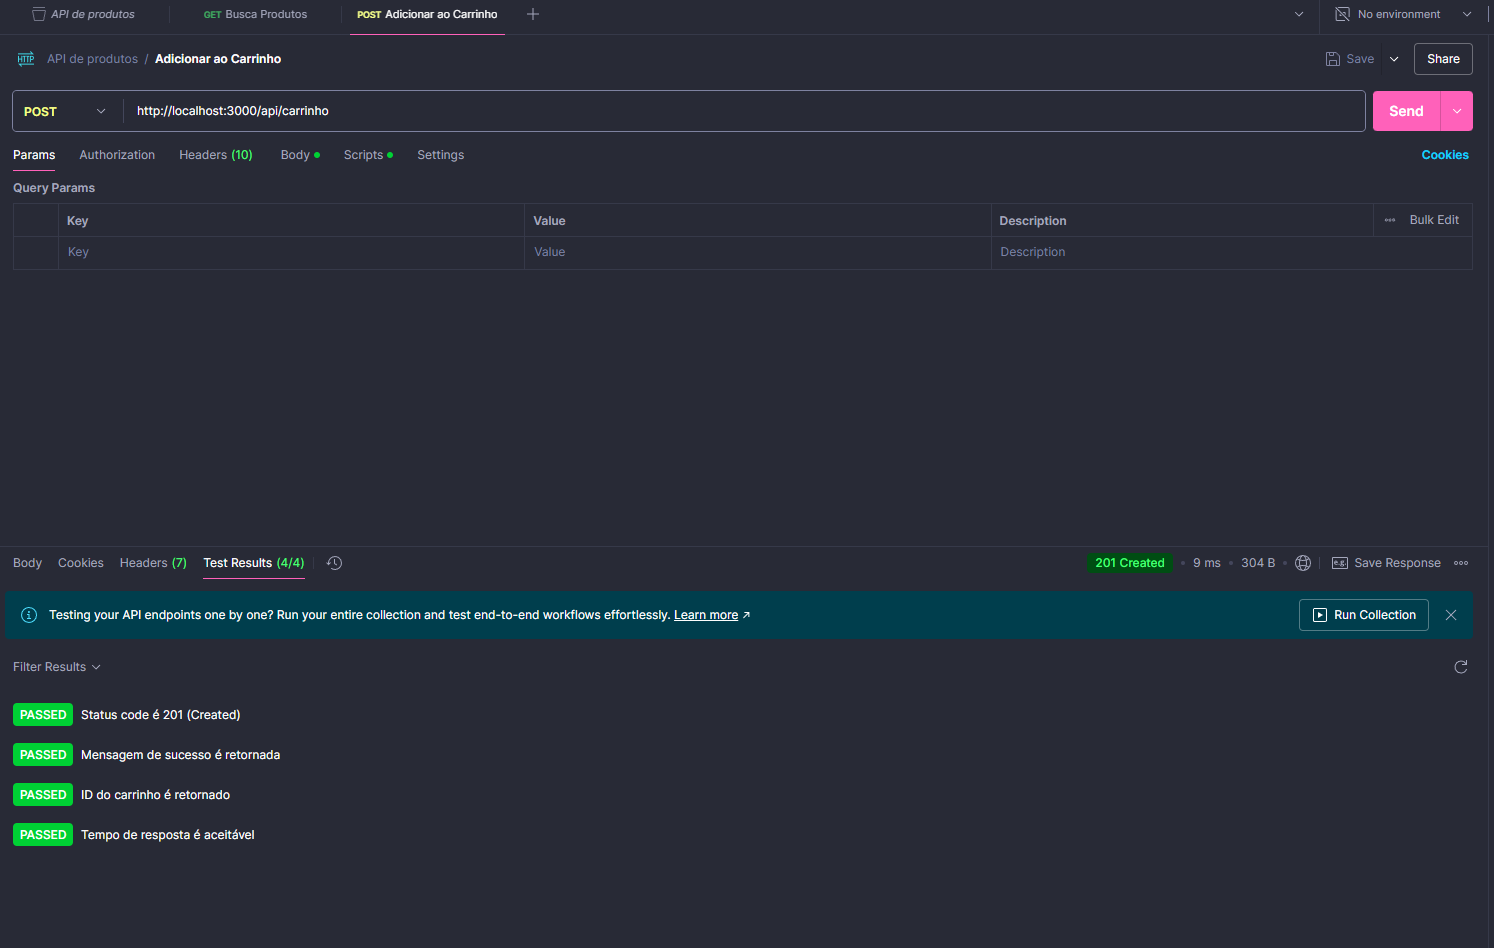 API de produtos GET Busca Produtos POST Adicionar ao Carrinho No environment
HTTP API de produtos / Adicionar ao Carrinho Save Share
POST http://localhost:3000/api/carrinho Send
Params Authorization Headers (10) Body Scripts Settings Cookies
Query Params
Key Value Description Bulk Edit
Key Value Description
Body Cookies Headers (7) Test Results (4/4) 201 Created 9 ms 304 B e.g. Save Response
Testing your API endpoints one by one? Run your entire collection and test end-to-end workflows effortlessly. Learn more ↗ Run Collection
Filter Results
PASSED Status code é 201 (Created)
PASSED Mensagem de sucesso é retornada
PASSED ID do carrinho é retornado
PASSED Tempo de resposta é aceitável